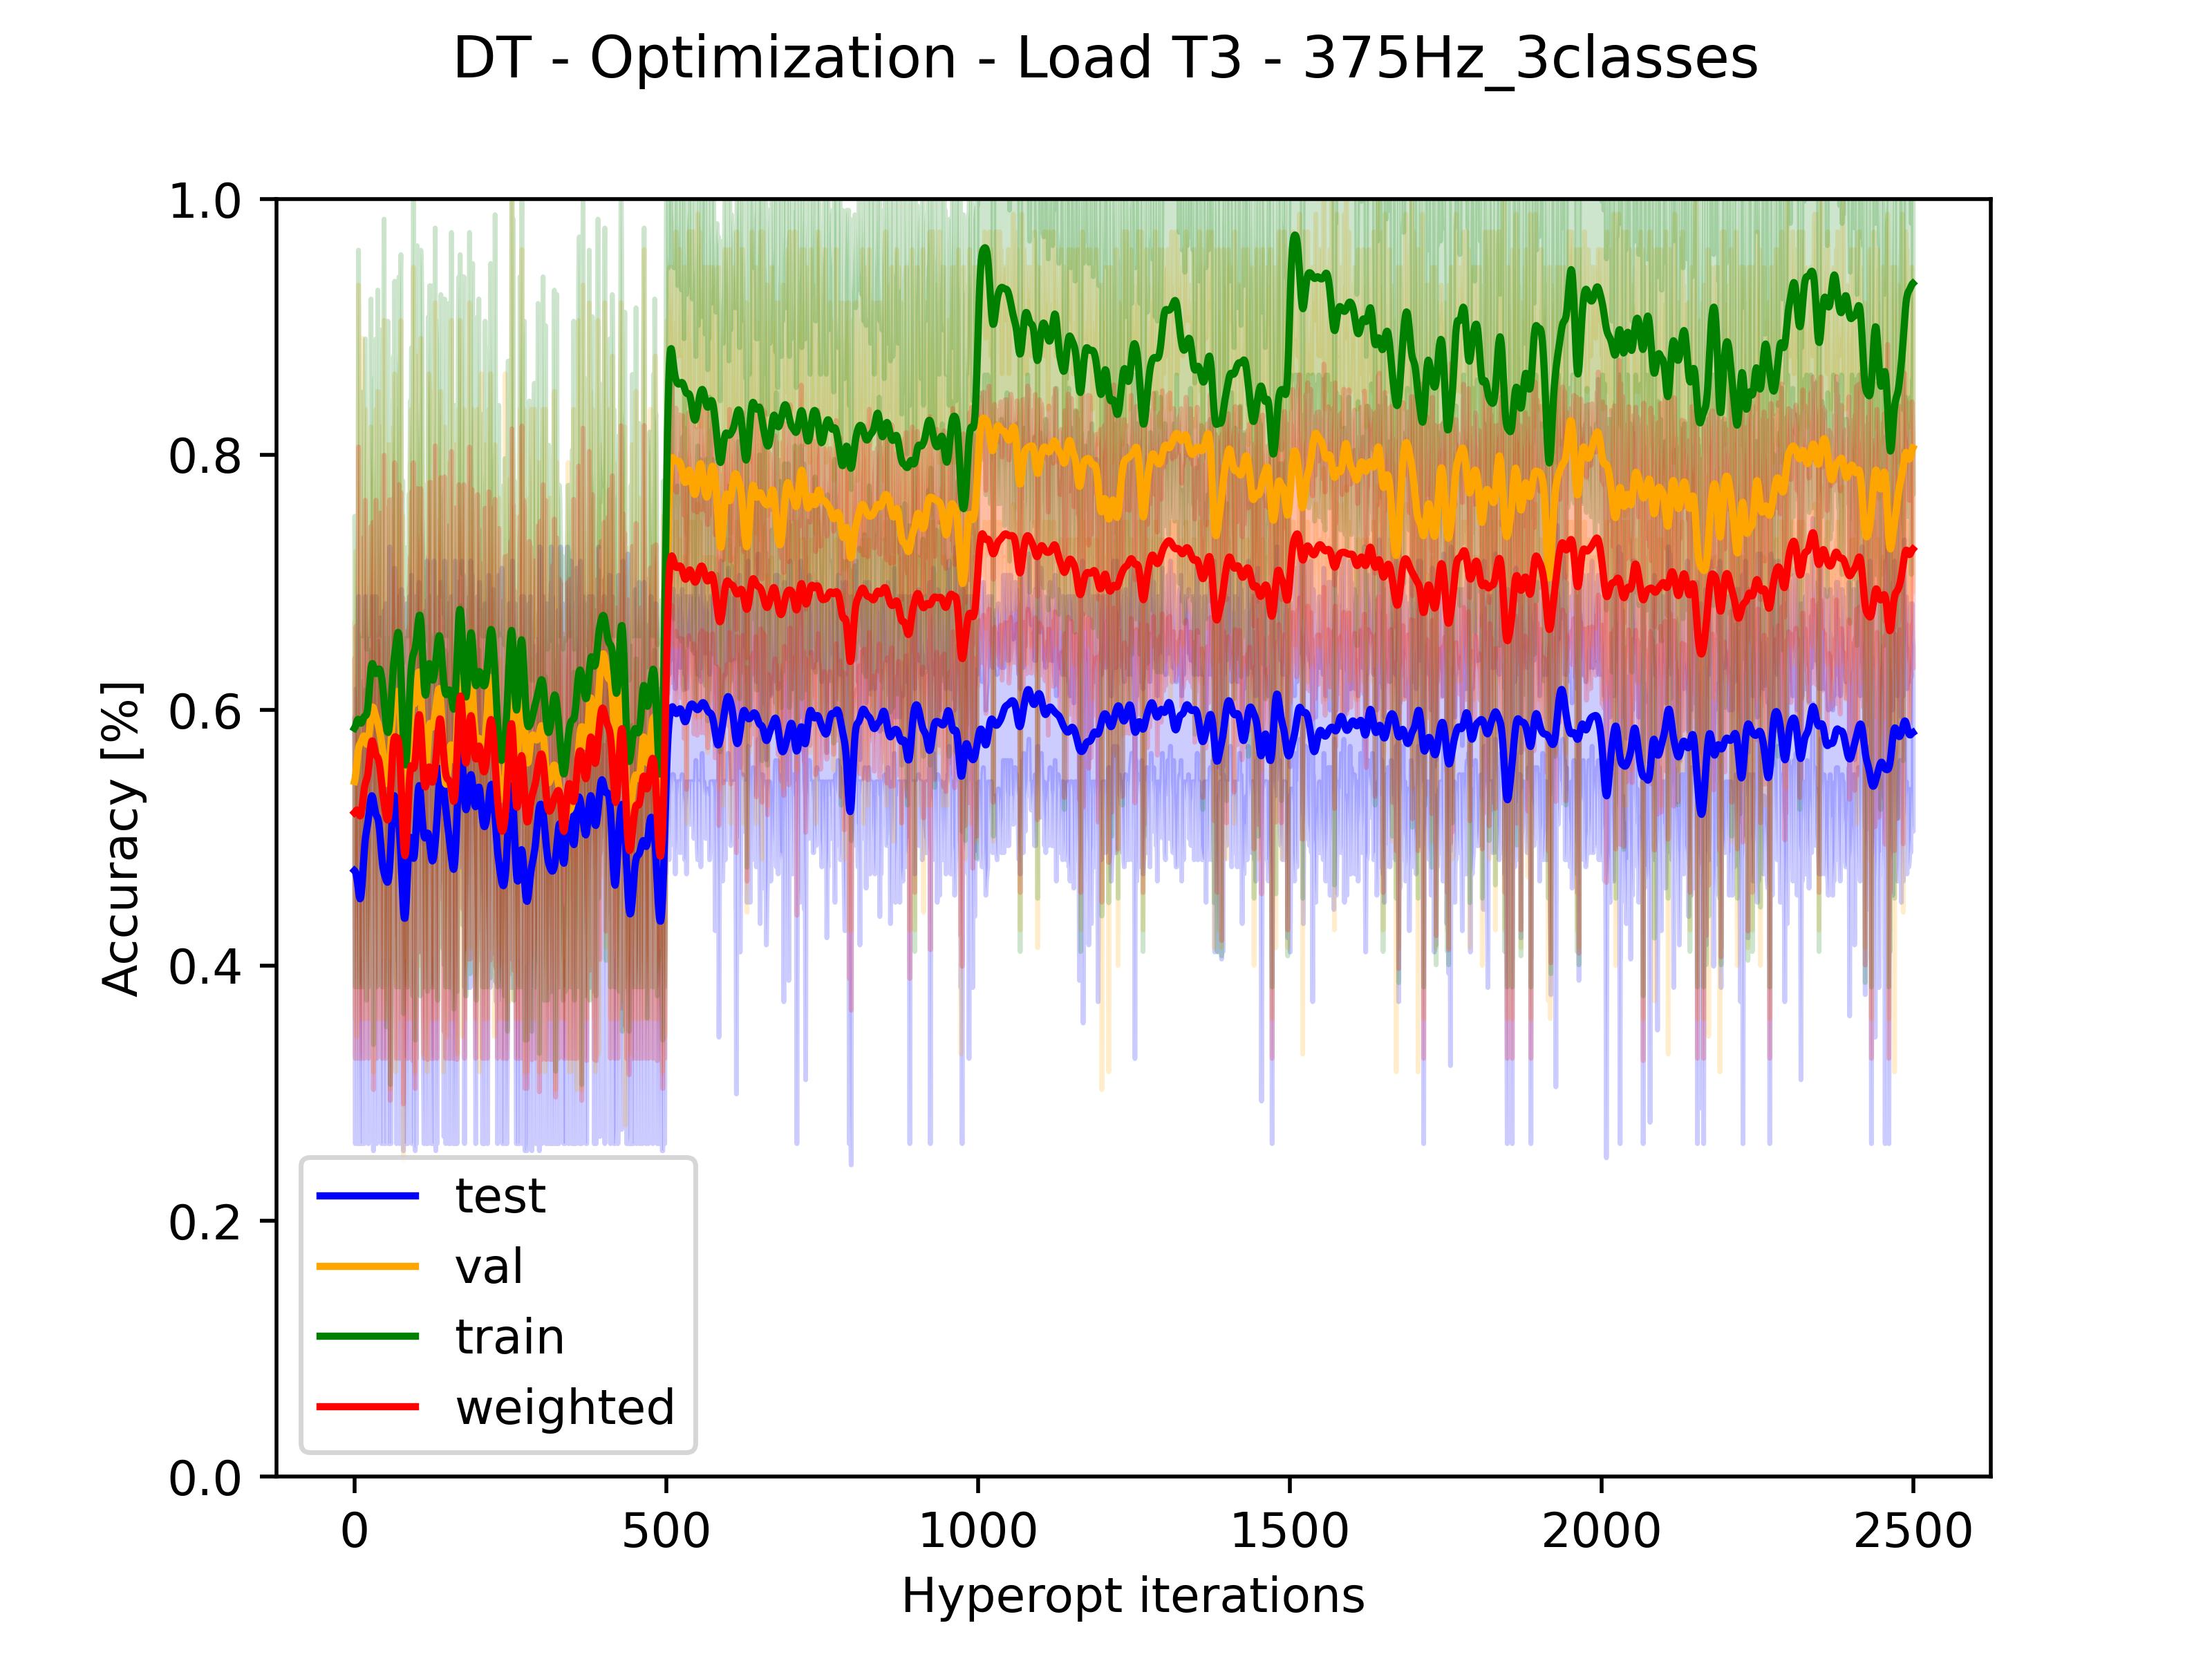 DT - Optimization - Load T3 - 375Hz_3classes
1.0
0.8
0.6
0.4
0.2
0.0
Accuracy [%]
test
val
train
weighted
0 500 1000 1500 2000 2500
Hyperopt iterations